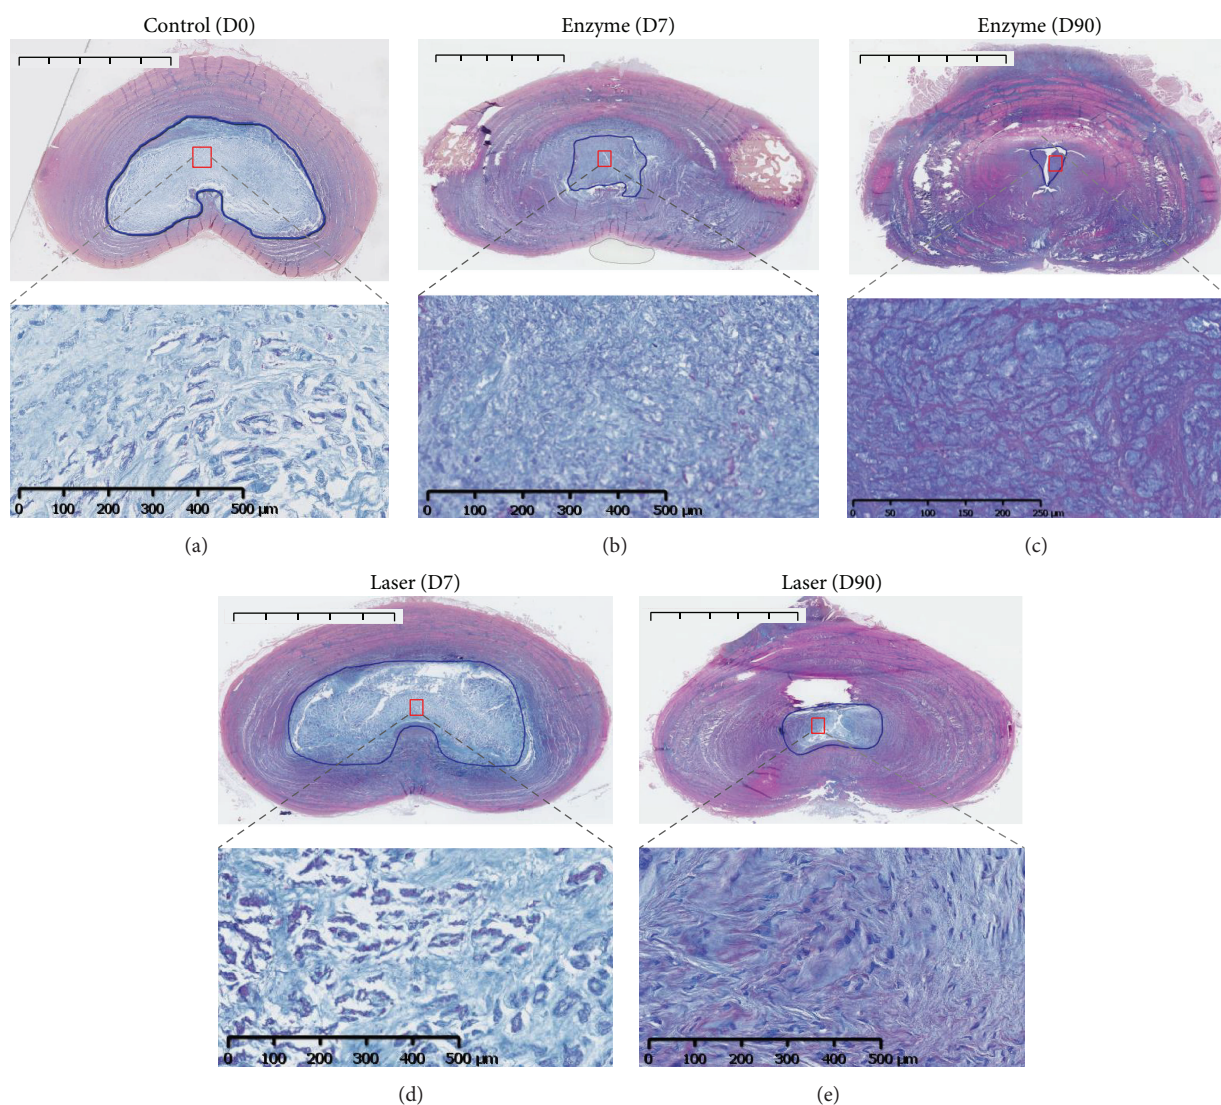 Control (D0)
Enzyme (D7)
Enzyme (D90)
0 100 200 300 400 500 µm
0 100 200 300 400 500 µm
0 50 100 150 200 250 µm
(a)
(b)
(c)
Laser (D7)
Laser (D90)
0 100 200 300 400 500 µm
0 100 200 300 400 500 µm
(d)
(e)